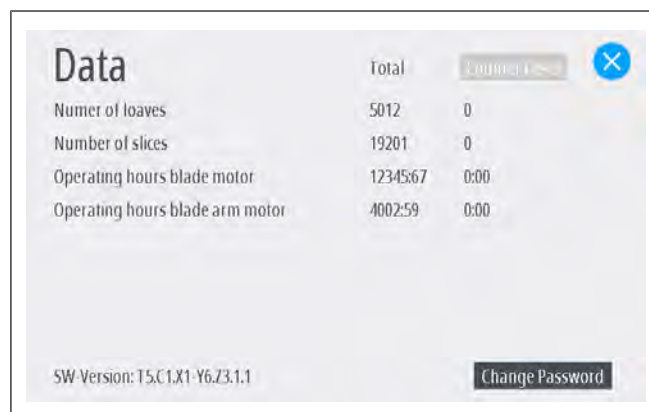 Data Total Counter Reset
Numer of loaves 5012 0
Number of slices 19201 0
Operating hours blade motor 12345:67 0:00
Operating hours blade arm motor 4002:59 0:00
SW-Version: T5.C1.X1-Y6.Z3.1.1 Change Password